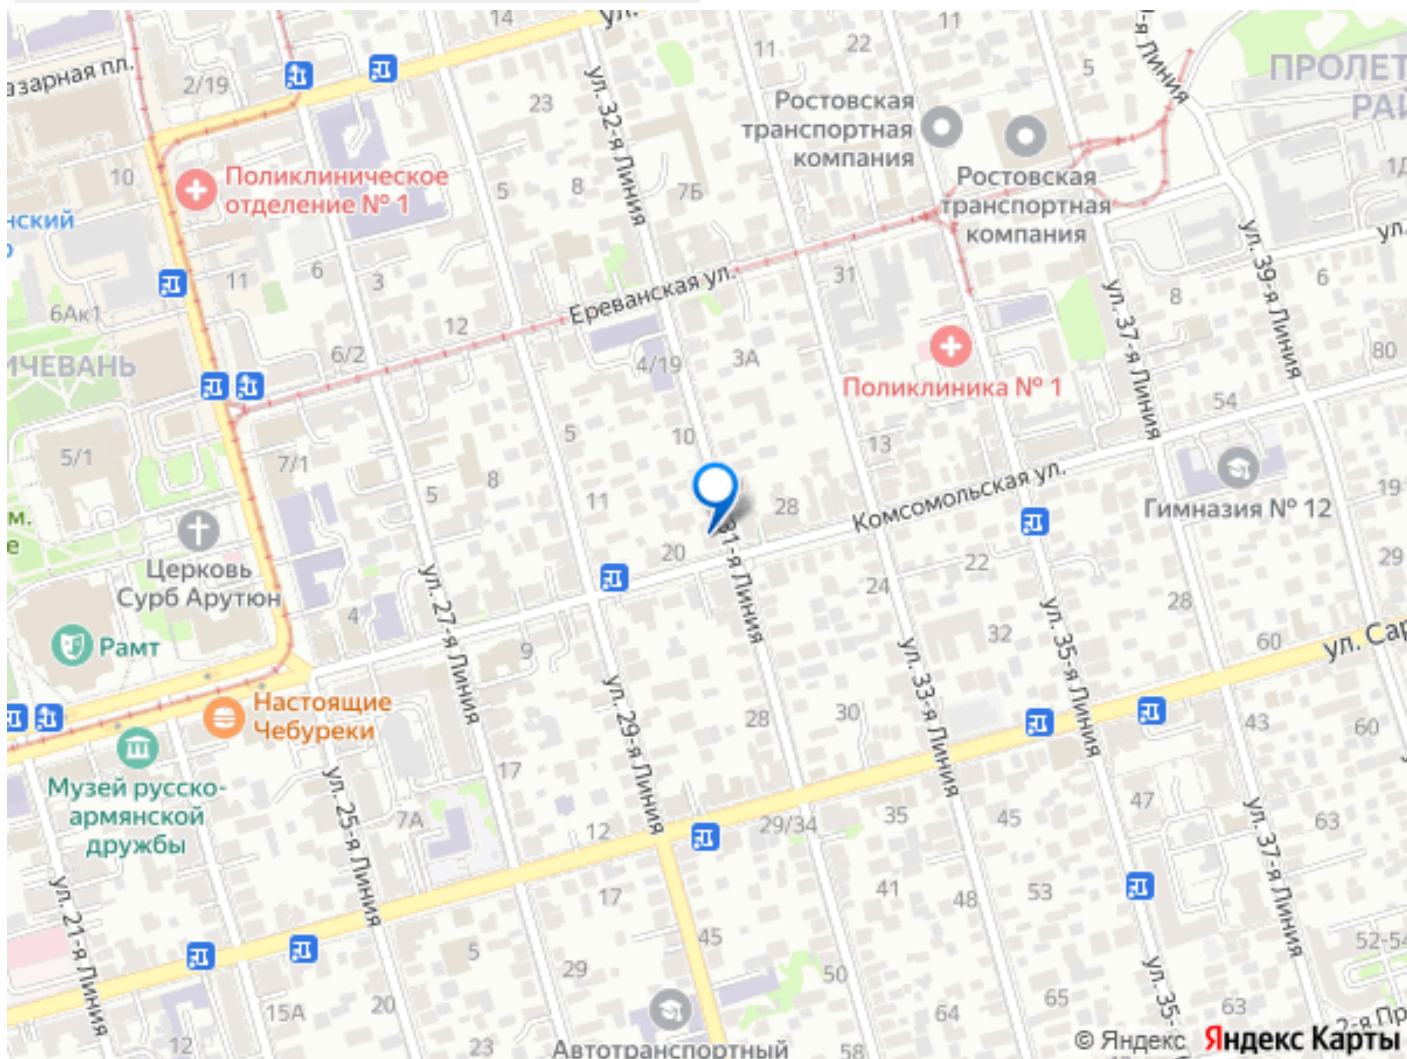 14
ул.
азарная пл.
2/19
11
22
5
ул. 32-я Линия
-я Линия
ПРОЛЕТ
РАЙ
23
Ростовская
транспортная
компания
10
Поликлиническое
отделение № 1
5
8
7Б
Ростовская
транспортная
компания
1Д
нский
11
6
3
31
ул. 39-я Линия
ул.
6
6Ак1
12
Ереванская ул.
ул. 37-я Линия
8
ИЧЕВАНЬ
6/2
4/19
3А
Поликлиника № 1
80
54
5/1
7/1
8
5
5
10
13
11
28
Комсомольская ул.
Гимназия № 12
19
м.
е
Церковь
Сурб Арутюн
20
31-я Линия
22
29
ул. 27-я Линия
4
24
28
Рамт
9
ул. 33-я Линия
32
ул. 35-я Линия
60
ул. Сар
Настоящие
Чебуреки
ул. 29-я Линия
28
30
43
60
Музей русско-
армянской
дружбы
ул. 25-я Линия
17
7А
12
29/34
35
45
47
ул. 37-я Линия
63
ул. 21-я Линия
17
41
48
53
5
45
52-54
29
50
ул. 35-
15А
20
64
65
63
2-я Пр
12
23
Автотранспортный
58
© Яндекс Яндекс Карты